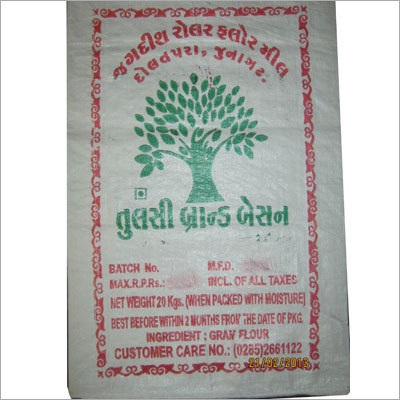 જગદીશ રોલર ફ્લોર મીલ
દોલતપરા, જુનાગઢ.
તુલસી બ્રાન્ડ બેસન
BATCH No. M.F.D.
MAX.R.P.Rs.: INCL. OF ALL TAXES
NET WEIGHT 20 Kgs. (WHEN PACKED WITH MOISTURE)
BEST BEFORE WITHIN 2 MONTHS FROM THE DATE OF PKG.
INGREDIENT : GRAM FLOUR
CUSTOMER CARE NO.: (0285)2661122
21/02/2013